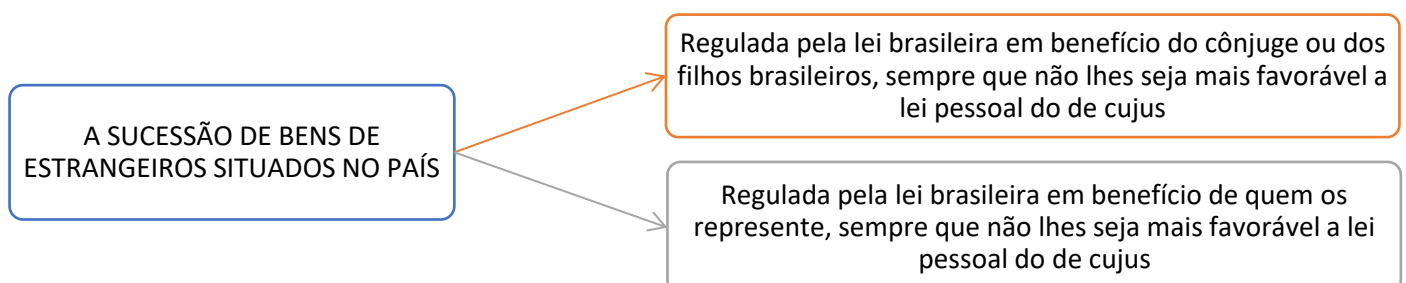 A SUCESSÃO DE BENS DE
ESTRANGEIROS SITUADOS NO PAÍS
Regulada pela lei brasileira em benefício do cônjuge ou dos
filhos brasileiros, sempre que não lhes seja mais favorável a
lei pessoal do de cujus
Regulada pela lei brasileira em benefício de quem os
represente, sempre que não lhes seja mais favorável a lei
pessoal do de cujus